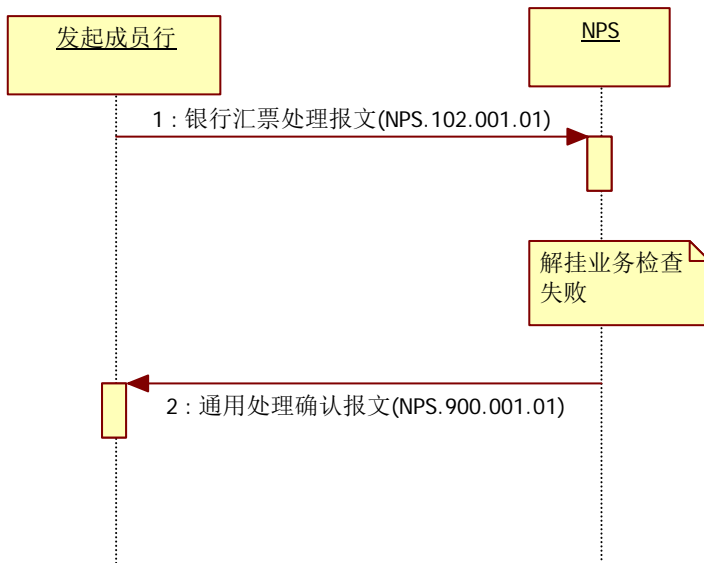 发起成员行
NPS
1 : 银行汇票处理报文(NPS.102.001.01)
解挂业务检查
失败
2 : 通用处理确认报文(NPS.900.001.01)